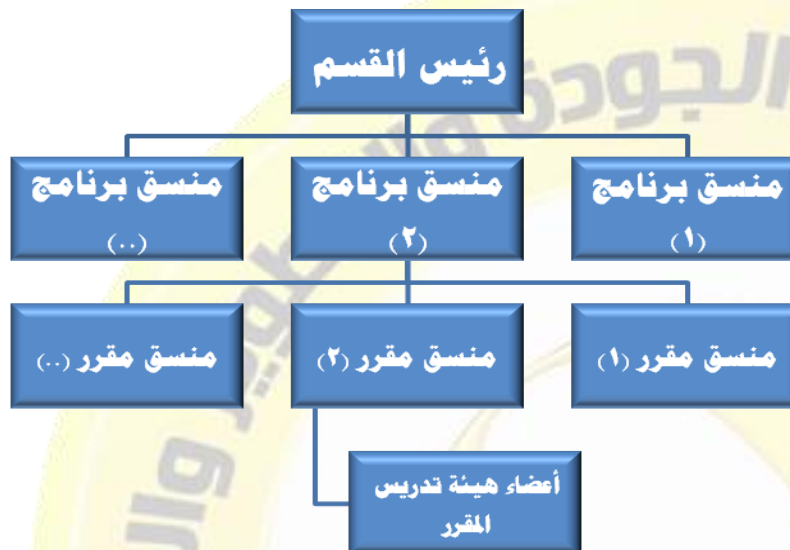 رئيس القسم
منسق برنامج
(١)
منسق برنامج
(٢)
منسق برنامج
(..)
منسق مقرر (١)
منسق مقرر (٢)
منسق مقرر (..)
أعضاء هيئة تدريس
المقرر
الجودة